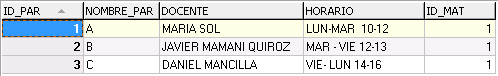 ID_PAR NOMBRE_PAR DOCENTE HORARIO ID_MAT
1 A MARIA SOL LUN-MAR 10-12 1
2 B JAVIER MAMANI QUIROZ MAR - VIE 12-13 1
3 C DANIEL MANCILLA VIE- LUN 14-16 1